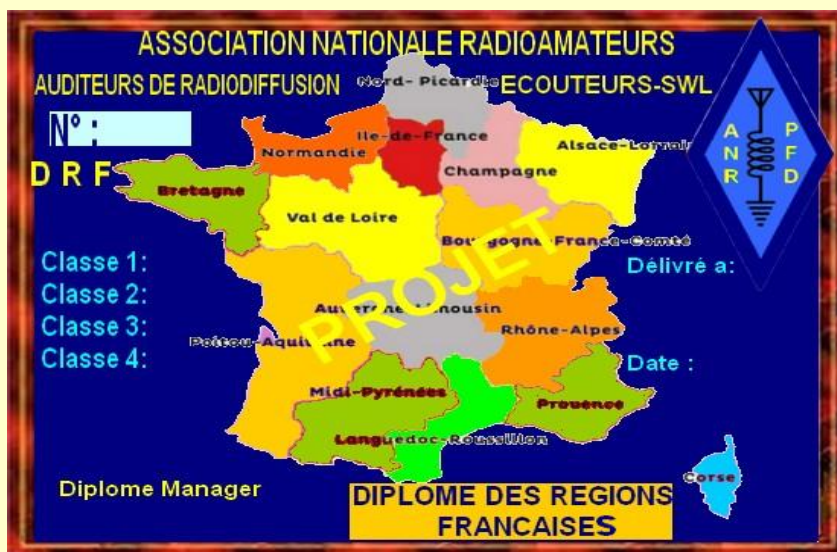 ASSOCIATION NATIONALE RADIOAMATEURS
AUDITEURS DE RADIODIFFUSION
ECOUTEURS-SWL
N° :
D R F
Nord- Picardie
Ile-de-France
Normandie
Alsace-Lorrain
Champagne
Bretagne
Val de Loire
Bourgogne-France-Comté
A N R
P F D
Classe 1:
Classe 2:
Classe 3:
Classe 4:
Délivré a:
PROJET
Auvergne-Limousin
Rhône-Alpes
Poitou-Aquitaine
Date :
Midi-Pyrénées
Provence
Languedoc-Roussillon
Corse
Diplome Manager
DIPLOME DES REGIONS
FRANCAISES